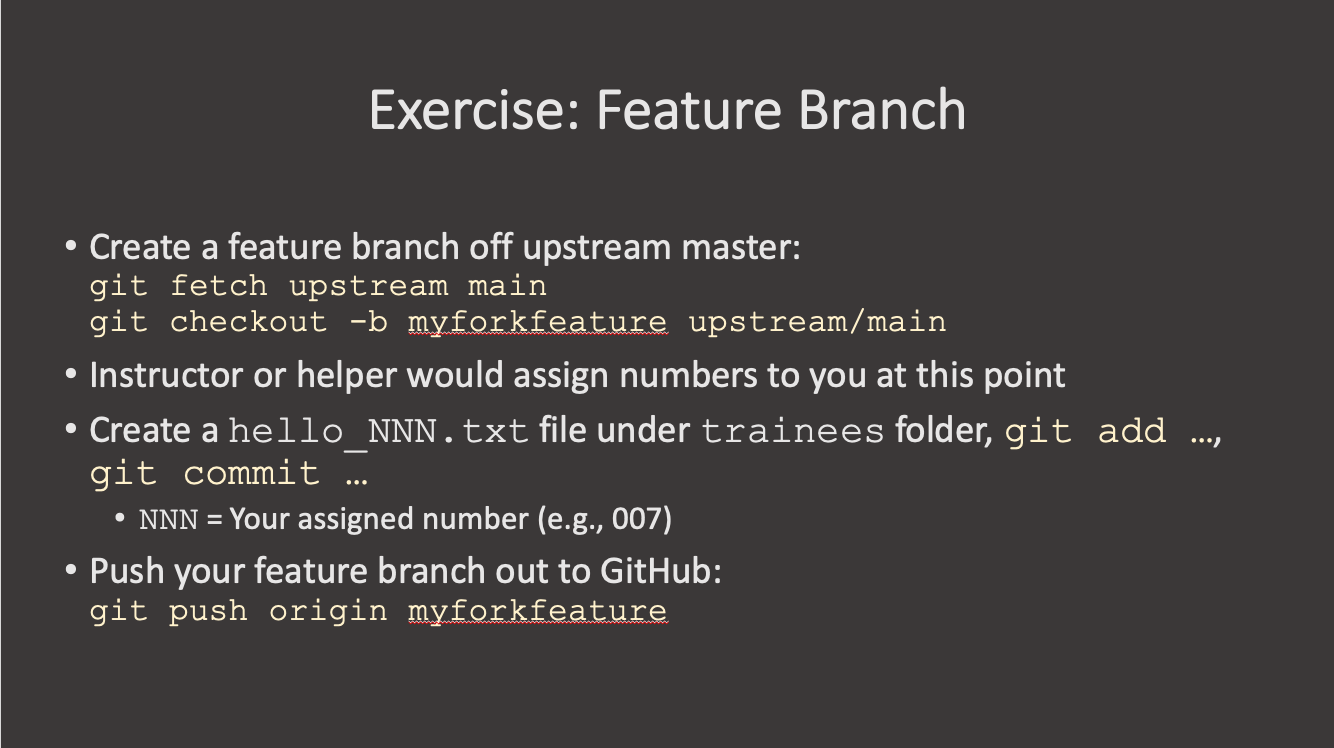 Exercise: Feature Branch
• Create a feature branch off upstream master:
git fetch upstream main
git checkout -b myforkfeature upstream/main
• Instructor or helper would assign numbers to you at this point
• Create a hello_NNN.txt file under trainees folder, git add …,
git commit …
• NNN = Your assigned number (e.g., 007)
• Push your feature branch out to GitHub:
git push origin myforkfeature